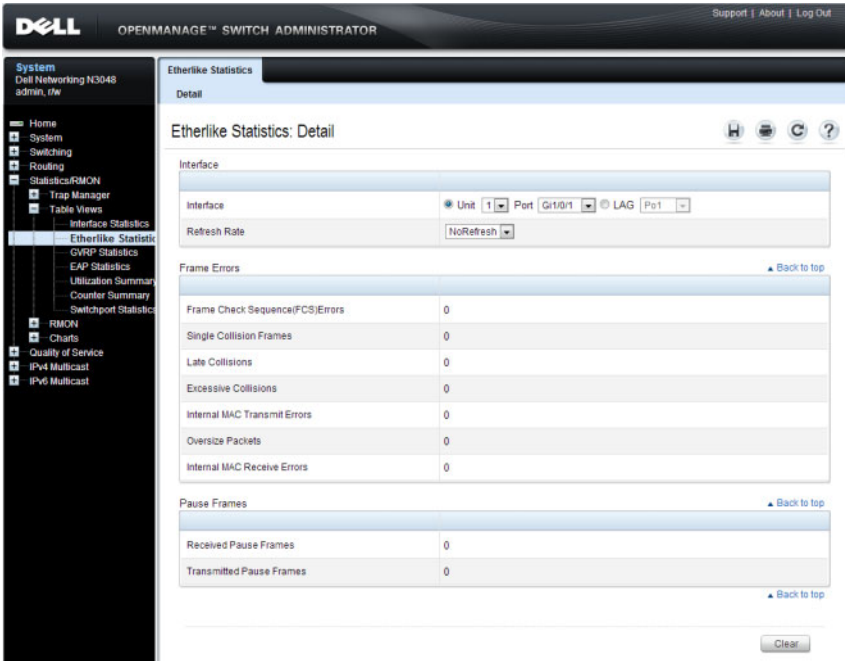 Support | About | Log Out
DELL
OPENMANAGE™ SWITCH ADMINISTRATOR
System
Dell Networking N3048
admin, r/w
Home
System
Switching
Routing
Statistics/RMON
Trap Manager
Table Views
Interface Statistics
Etherlike Statistic
GVRP Statistics
EAP Statistics
Utilization Summary
Counter Summary
Switchport Statistics
RMON
Charts
Quality of Service
IPv4 Multicast
IPv6 Multicast
Etherlike Statistics
Detail
Etherlike Statistics: Detail
Interface
Interface Unit 1 Port Gi1/0/1 LAG Po1
Refresh Rate NoRefresh
Frame Errors Back to top
Frame Check Sequence(FCS)Errors 0
Single Collision Frames 0
Late Collisions 0
Excessive Collisions 0
Internal MAC Transmit Errors 0
Oversize Packets 0
Internal MAC Receive Errors 0
Pause Frames Back to top
Received Pause Frames 0
Transmitted Pause Frames 0
Back to top
Clear